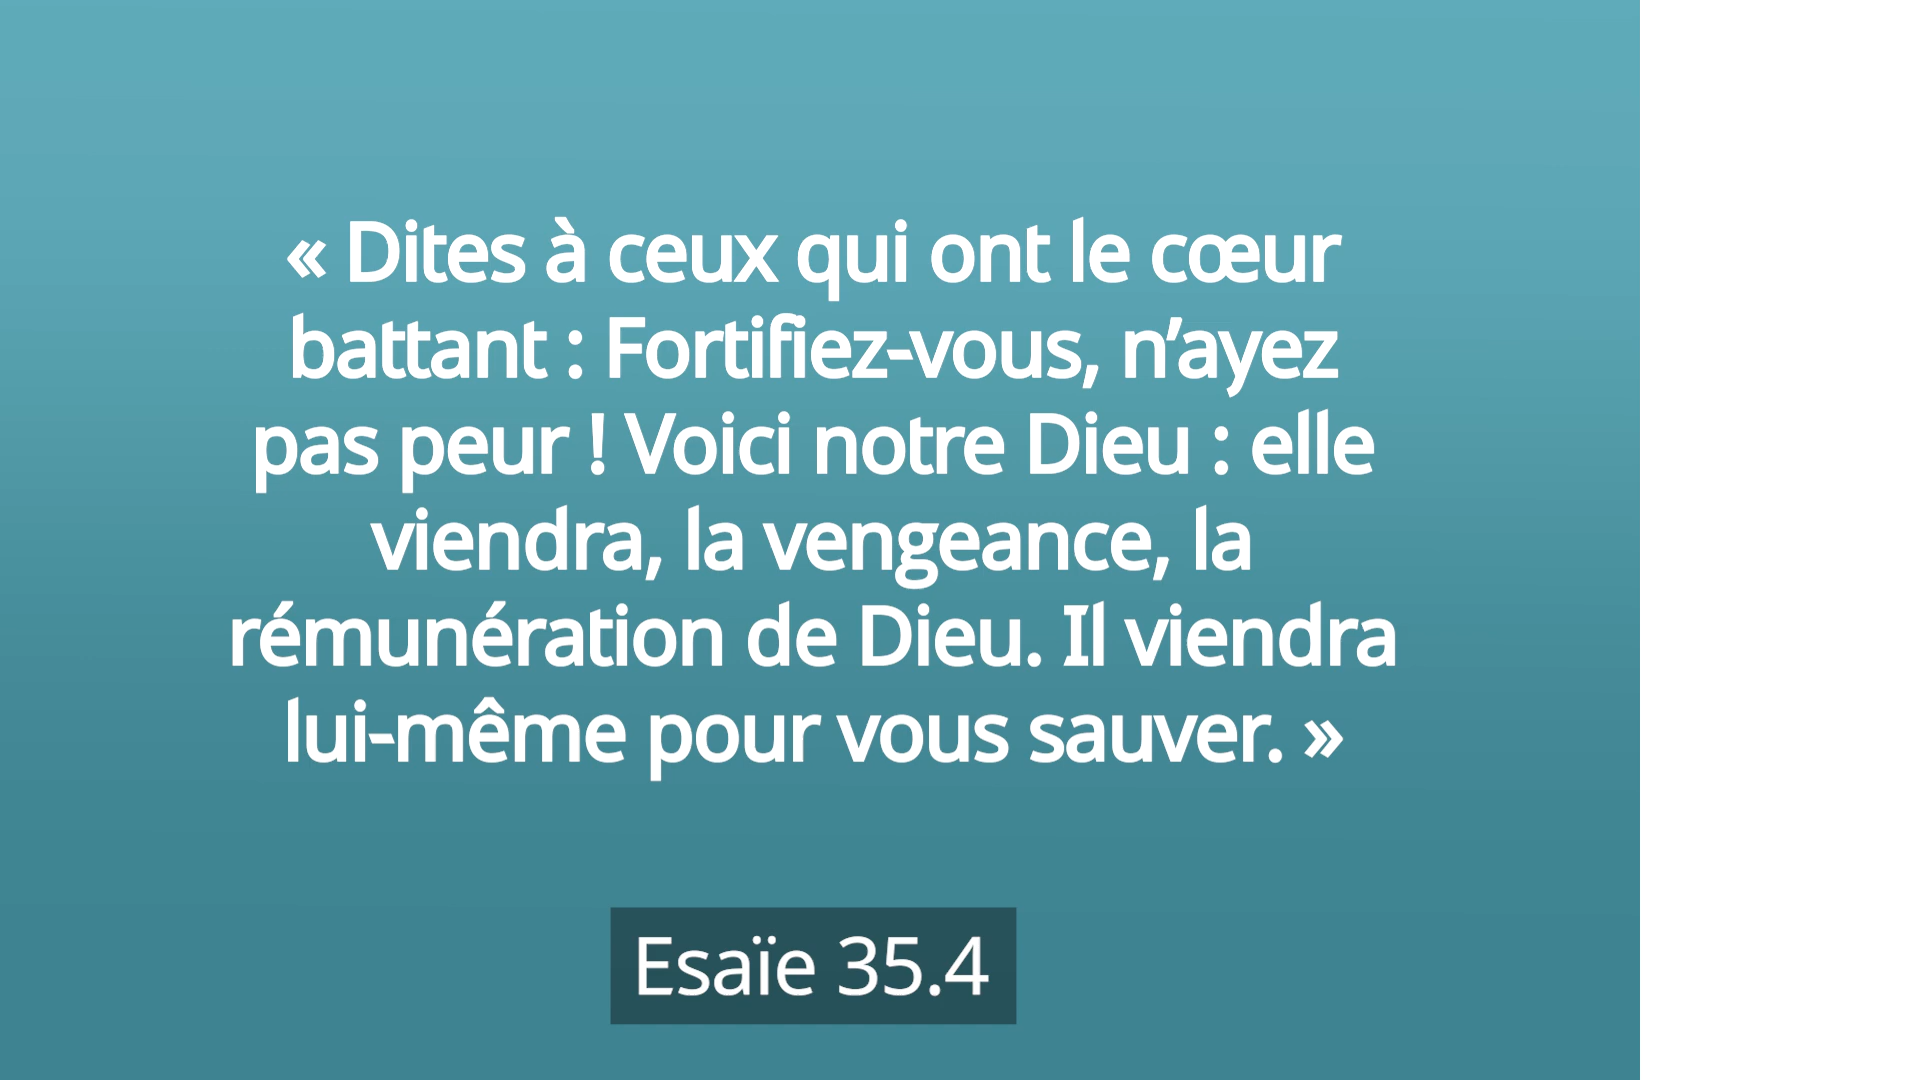 « Dites à ceux qui ont le cœur
battant : Fortifiez-vous, n’ayez
pas peur ! Voici notre Dieu : elle
viendra, la vengeance, la
rémunération de Dieu. Il viendra
lui-même pour vous sauver. »
Esaïe 35.4